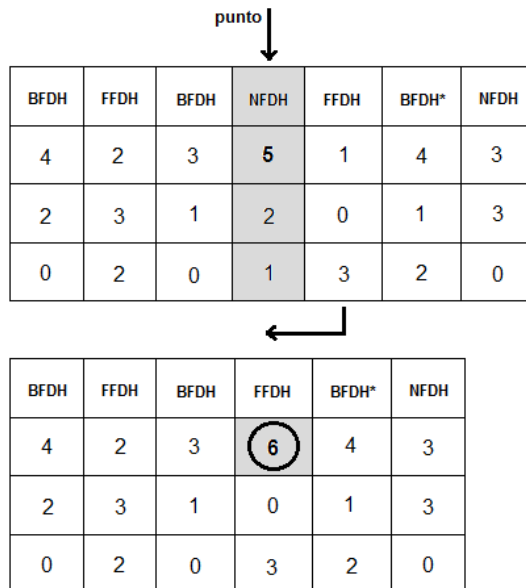 punto
BFDH FFDH BFDH NFDH FFDH BFDH* NFDH
4 2 3 5 1 4 3
2 3 1 2 0 1 3
0 2 0 1 3 2 0
BFDH FFDH BFDH FFDH BFDH* NFDH
4 2 3 6 4 3
2 3 1 0 1 3
0 2 0 3 2 0